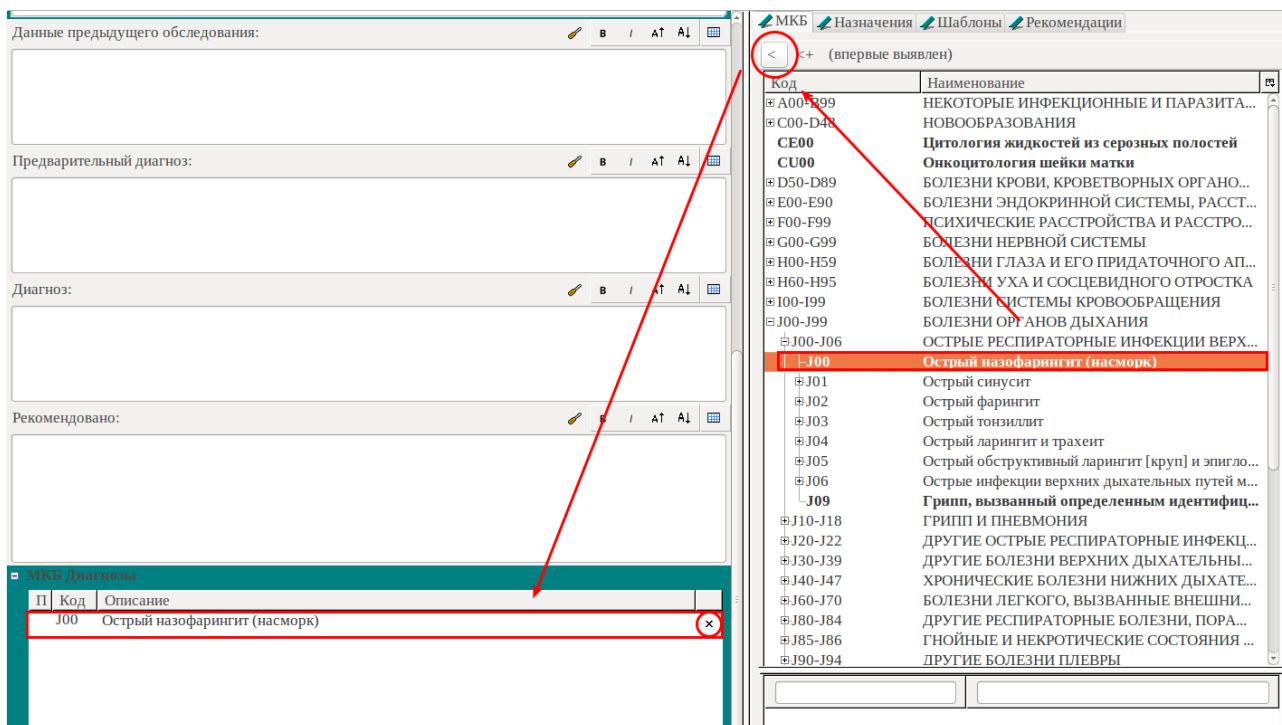 Данные предыдущего обследования:
B I A↑ A↓
Предварительный диагноз:
B I A↑ A↓
Диагноз:
B I A↑ A↓
Рекомендовано:
B I A↑ A↓
МКБ Диагнозы
П Код Описание
J00 Острый назофарингит (насморк)
МКБ Назначения Шаблоны Рекомендации
< <+ (впервые выявлен)
Код Наименование
A00-B99 НЕКОТОРЫЕ ИНФЕКЦИОННЫЕ И ПАРАЗИТА...
C00-D48 НОВООБРАЗОВАНИЯ
CE00 Цитология жидкостей из серозных полостей
CU00 Онкоцитология шейки матки
D50-D89 БОЛЕЗНИ КРОВИ, КРОВЕТВОРНЫХ ОРГАНО...
E00-E90 БОЛЕЗНИ ЭНДОКРИННОЙ СИСТЕМЫ, РАССТ...
F00-F99 ПСИХИЧЕСКИЕ РАССТРОЙСТВА И РАССТРО...
G00-G99 БОЛЕЗНИ НЕРВНОЙ СИСТЕМЫ
H00-H59 БОЛЕЗНИ ГЛАЗА И ЕГО ПРИДАТОЧНОГО АП...
H60-H95 БОЛЕЗНИ УХА И СОСЦЕВИДНОГО ОТРОСТКА
I00-I99 БОЛЕЗНИ СИСТЕМЫ КРОВООБРАЩЕНИЯ
J00-J99 БОЛЕЗНИ ОРГАНОВ ДЫХАНИЯ
J00-J06 ОСТРЫЕ РЕСПИРАТОРНЫЕ ИНФЕКЦИИ ВЕРХ...
J00 Острый назофарингит (насморк)
J01 Острый синусит
J02 Острый фарингит
J03 Острый тонзиллит
J04 Острый ларингит и трахеит
J05 Острый обструктивный ларингит [круп] и эпигло...
J06 Острые инфекции верхних дыхательных путей м...
J09 Грипп, вызванный определенным идентифиц...
J10-J18 ГРИПП И ПНЕВМОНИЯ
J20-J22 ДРУГИЕ ОСТРЫЕ РЕСПИРАТОРНЫЕ ИНФЕКЦ...
J30-J39 ДРУГИЕ БОЛЕЗНИ ВЕРХНИХ ДЫХАТЕЛЬНЫ...
J40-J47 ХРОНИЧЕСКИЕ БОЛЕЗНИ НИЖНИХ ДЫХАТЕ...
J60-J70 БОЛЕЗНИ ЛЕГКОГО, ВЫЗВАННЫЕ ВНЕШНИ...
J80-J84 ДРУГИЕ РЕСПИРАТОРНЫЕ БОЛЕЗНИ, ПОРА...
J85-J86 ГНОЙНЫЕ И НЕКРОТИЧЕСКИЕ СОСТОЯНИЯ ...
J90-J94 ДРУГИЕ БОЛЕЗНИ ПЛЕВРЫ